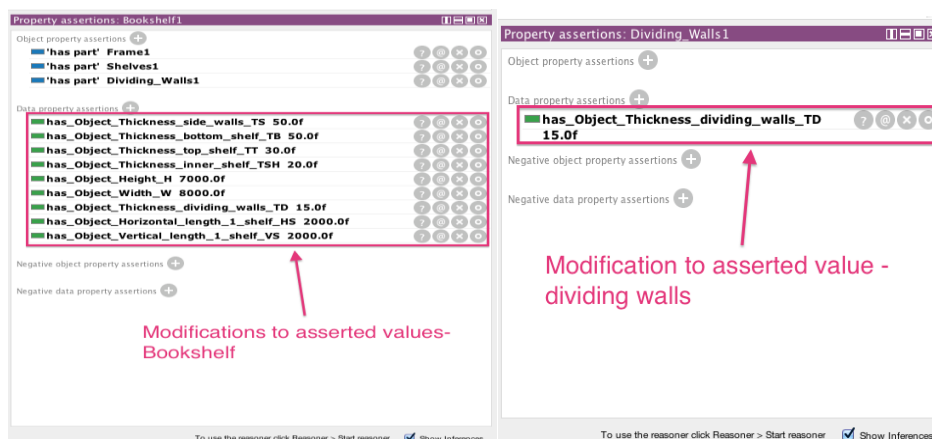 Property assertions: Bookshelf1
Object property assertions
'has part' Frame1
'has part' Shelves1
'has part' Dividing_Walls1
Data property assertions
has_Object_Thickness_side_walls_TS 50.0f
has_Object_Thickness_bottom_shelf_TB 50.0f
has_Object_Thickness_top_shelf_TT 30.0f
has_Object_Thickness_inner_shelf_TSH 20.0f
has_Object_Height_H 7000.0f
has_Object_Width_W 8000.0f
has_Object_Thickness_dividing_walls_TD 15.0f
has_Object_Horizontal_length_1_shelf_HS 2000.0f
has_Object_Vertical_length_1_shelf_VS 2000.0f
Negative object property assertions
Negative data property assertions
Modifications to asserted values-
Bookshelf
To use the reasoner click Reasoner > Start reasoner Show Inferences
Property assertions: Dividing_Walls1
Object property assertions
Data property assertions
has_Object_Thickness_dividing_walls_TD
15.0f
Negative object property assertions
Negative data property assertions
Modification to asserted value -
dividing walls
To use the reasoner click Reasoner > Start reasoner Show Inferences